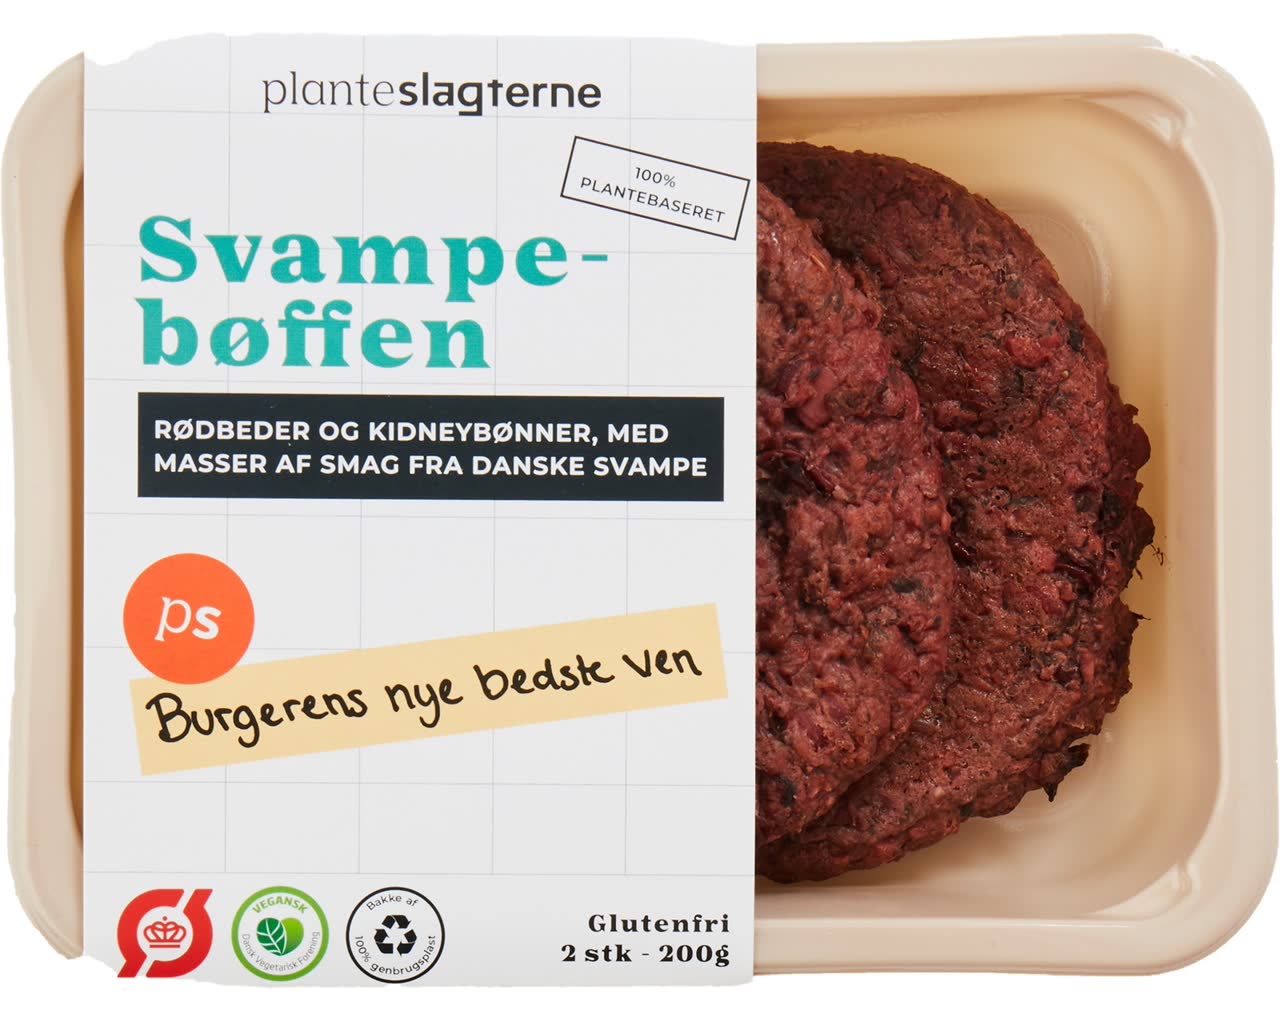 planteslagterne
100%
PLANTEBASERET
Svampe-
bøffen
RØDBEDER OG KIDNEYBØNNER, MED
MASSER AF SMAG FRA DANSKE SVAMPE
ps
Burgerens nye bedste ven
Ø
VEGANSK
Dansk Vegetarisk Forening
Bakke af
100% genbrugsplast
Glutenfri
2 stk - 200g